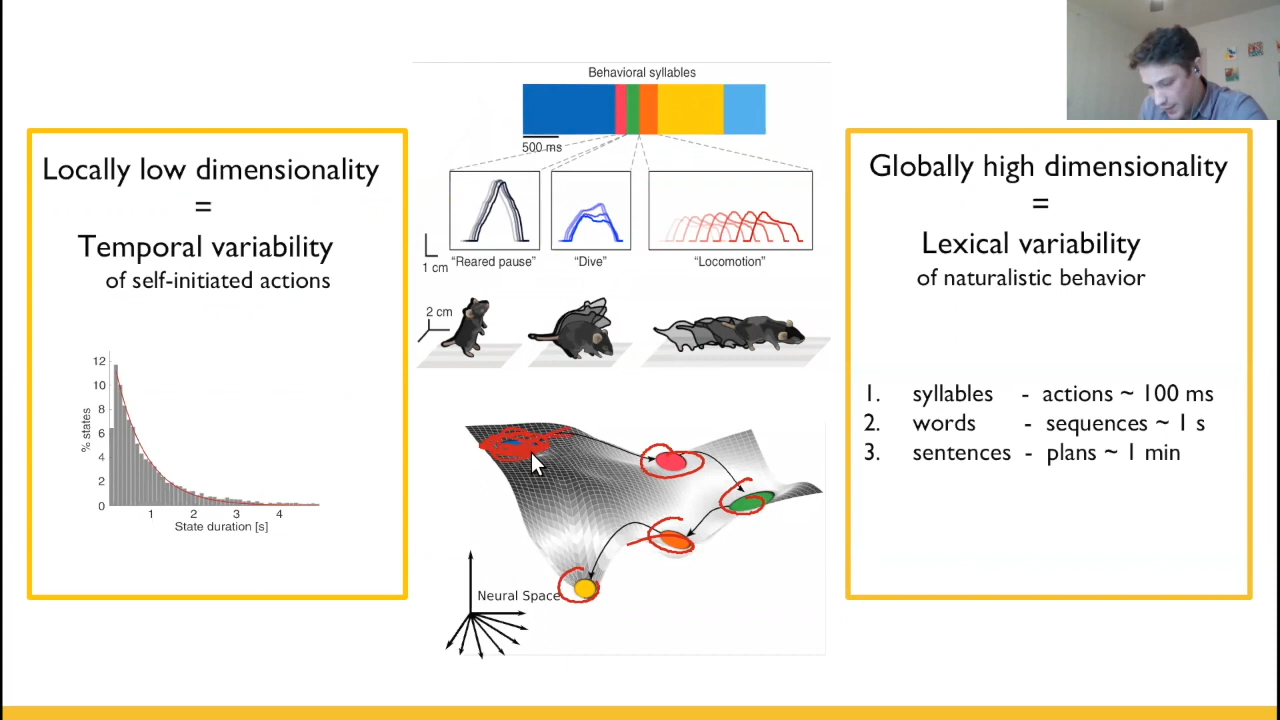 Behavioral syllables
500 ms
1 cm
"Reared pause"
"Dive"
"Locomotion"
2 cm
Neural Space
Locally low dimensionality
=
Temporal variability
of self-initiated actions
% states
12
10
8
6
4
2
0
1 2 3 4
State duration [s]
Globally high dimensionality
=
Lexical variability
of naturalistic behavior
1. syllables - actions ~ 100 ms
2. words - sequences ~ 1 s
3. sentences - plans ~ 1 min